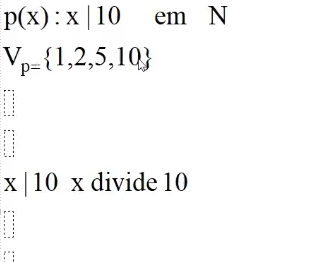 p(x) : x | 10 em N
Vp={1,2,5,10}
x | 10 x divide 10